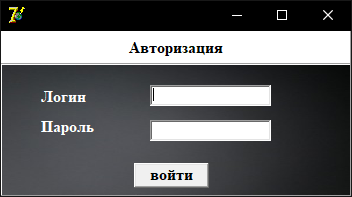 Авторизация
Логин
Пароль
войти